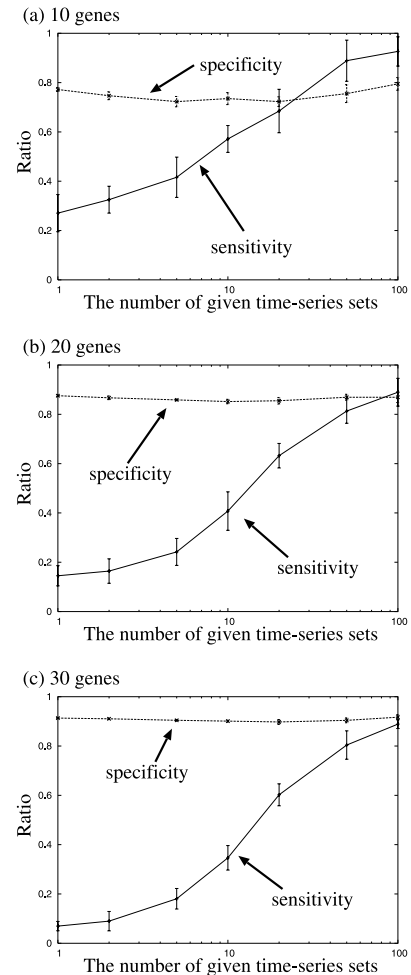 (a) 10 genes
1
0.8
0.6
0.4
0.2
0
Ratio
specificity
sensitivity
1 10 100
The number of given time-series sets
(b) 20 genes
1
0.8
0.6
0.4
0.2
0
Ratio
specificity
sensitivity
1 10 100
The number of given time-series sets
(c) 30 genes
1
0.8
0.6
0.4
0.2
0
Ratio
specificity
sensitivity
1 10 100
The number of given time-series sets